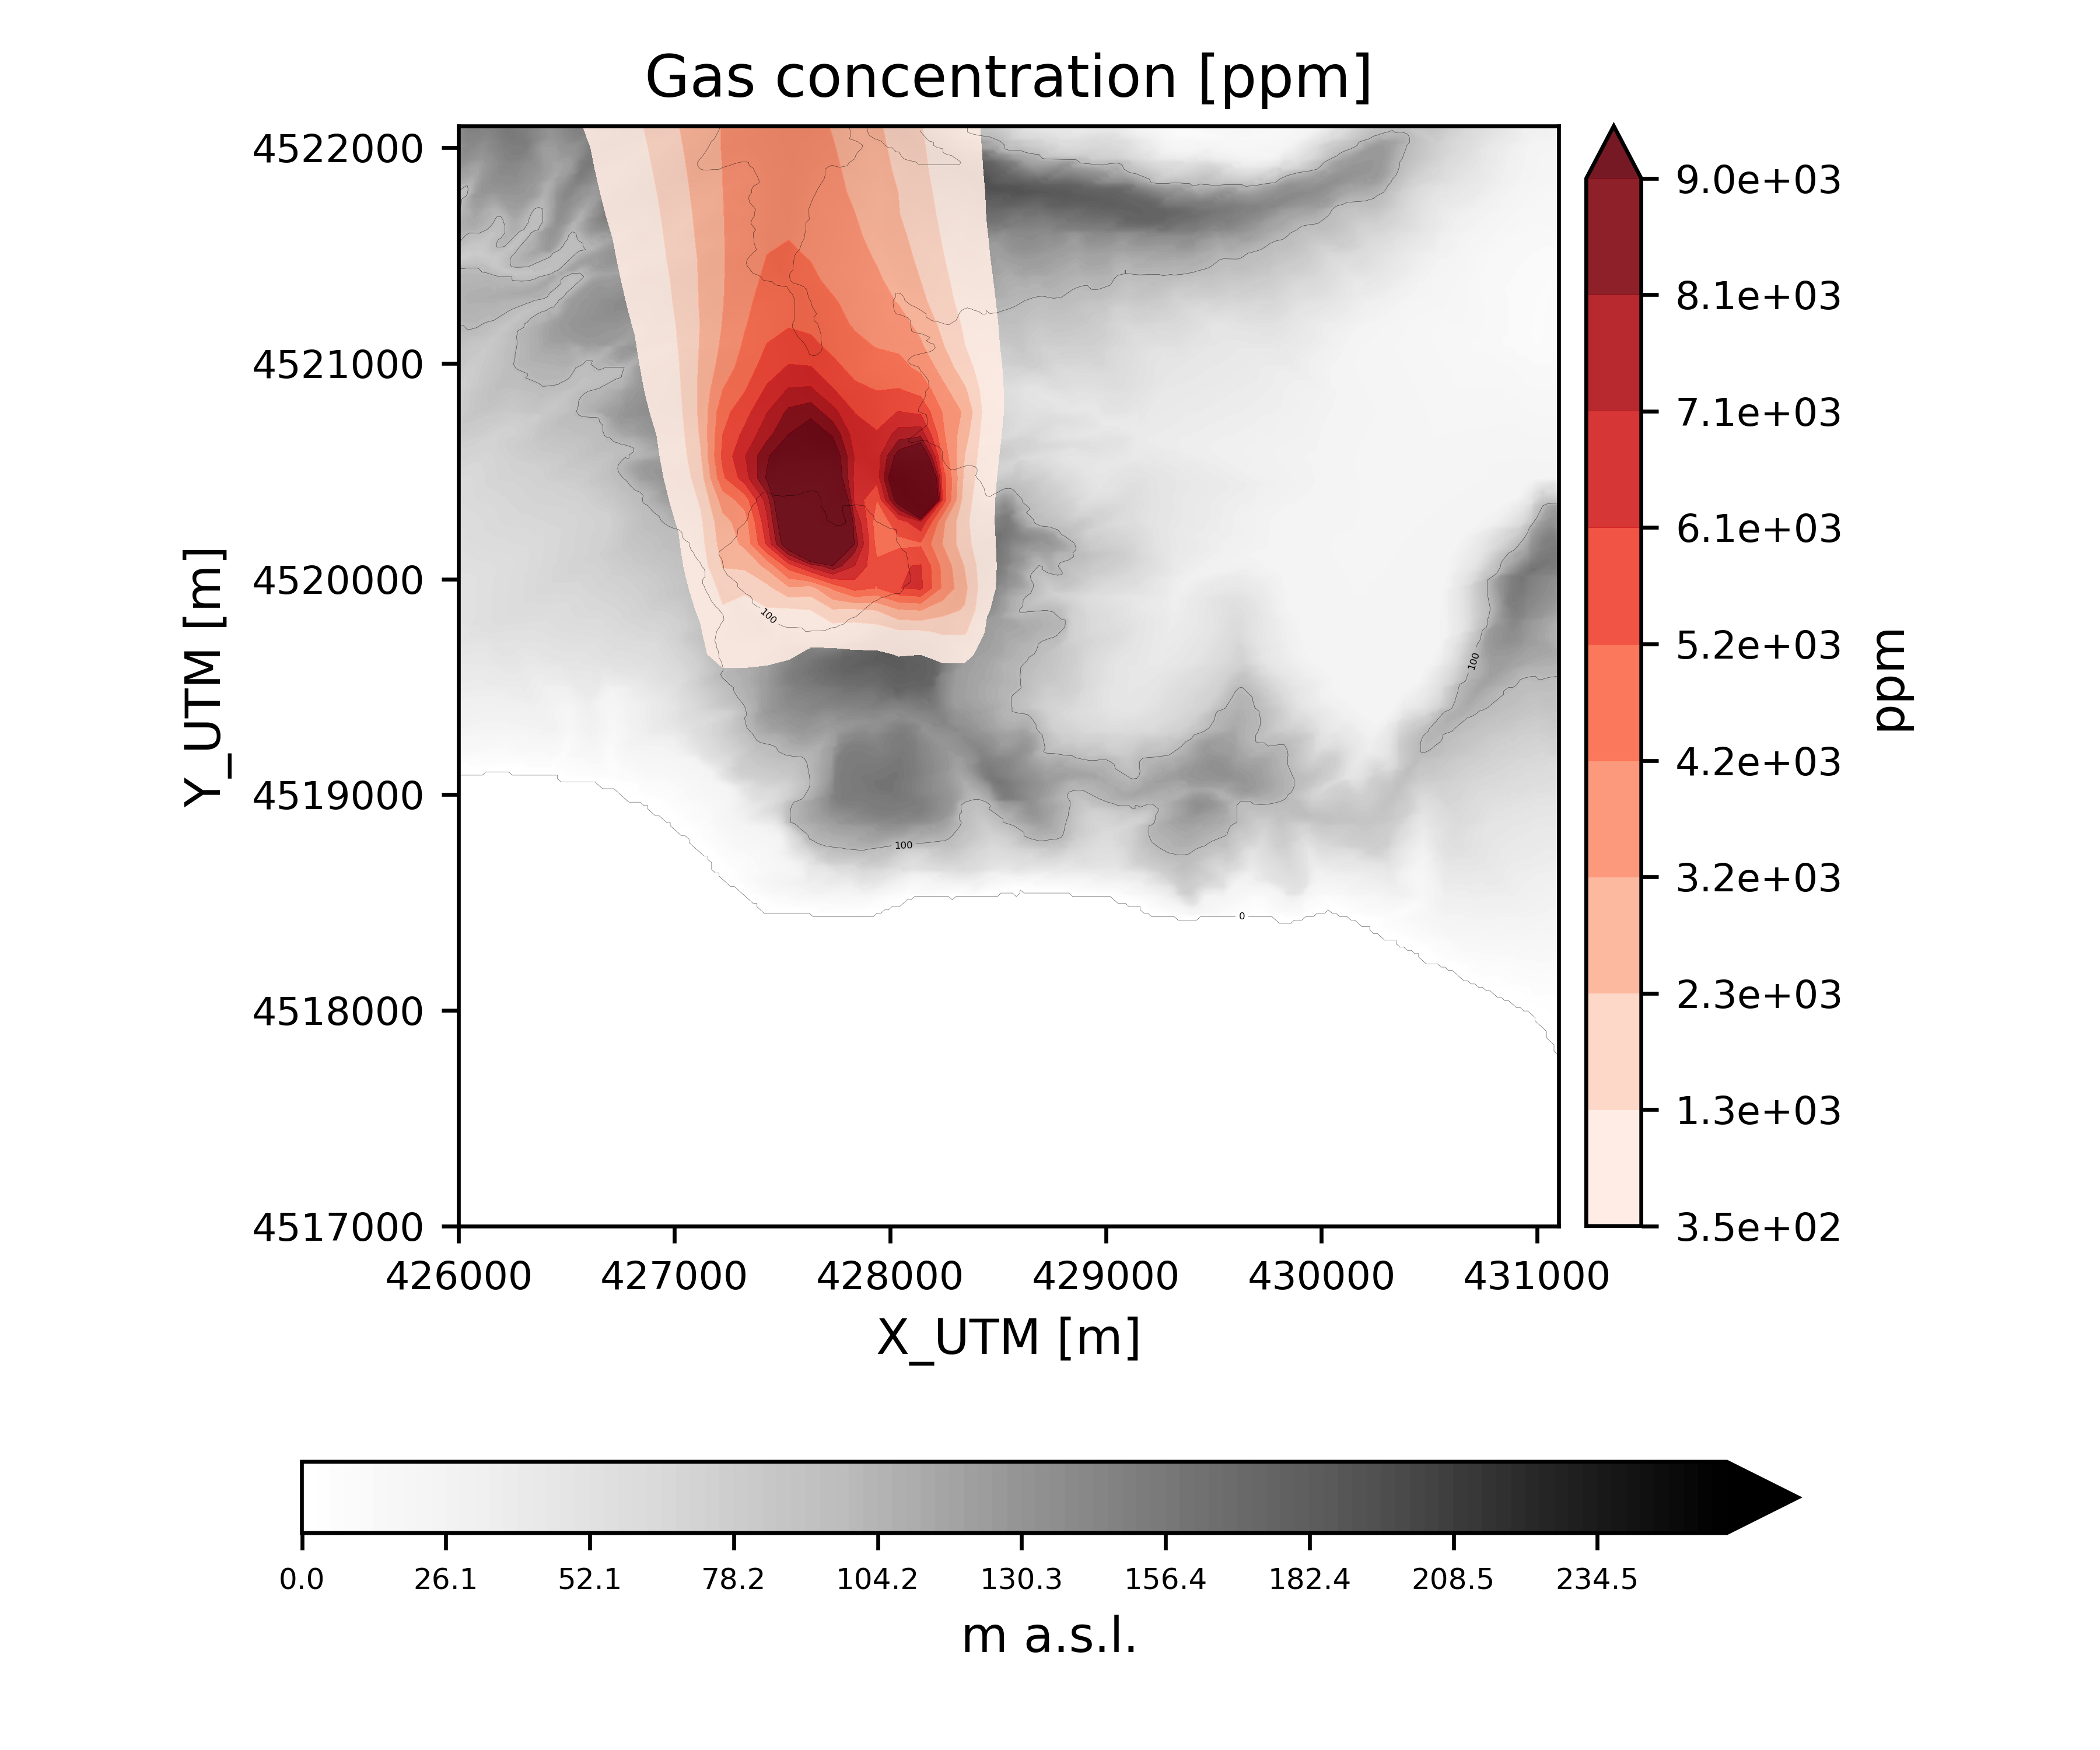 Gas concentration [ppm]
4522000
4521000
4520000
4519000
4518000
4517000
Y_UTM [m]
426000 427000 428000 429000 430000 431000
X_UTM [m]
100
100
100
0
9.0e+03
8.1e+03
7.1e+03
6.1e+03
5.2e+03
4.2e+03
3.2e+03
2.3e+03
1.3e+03
3.5e+02
ppm
0.0 26.1 52.1 78.2 104.2 130.3 156.4 182.4 208.5 234.5
m a.s.l.